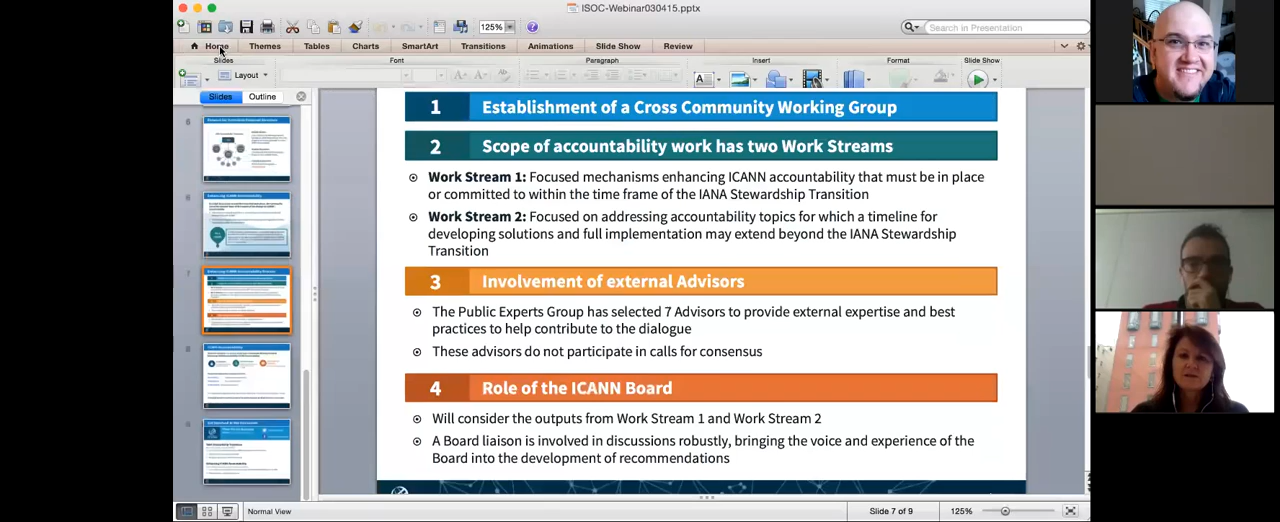 ISOC-Webinar030415.pptx
125%
Search in Presentation
Home Themes Tables Charts SmartArt Transitions Animations Slide Show Review
Slides Font Paragraph Insert Format Slide Show
Layout
Slides Outline
1 Establishment of a Cross Community Working Group
2 Scope of accountability work has two Work Streams
Work Stream 1: Focused mechanisms enhancing ICANN accountability that must be in place
or committed to within the time frame of the IANA Stewardship Transition
Work Stream 2: Focused on addressing accountability topics for which a timeline for
developing solutions and full implementation may extend beyond the IANA Stewardship
Transition
3 Involvement of external Advisors
The Public Experts Group has selected 7 Advisors to provide external expertise and best
practices to help contribute to the dialogue
These advisors do not participate in calls for consensus
4 Role of the ICANN Board
Will consider the outputs from Work Stream 1 and Work Stream 2
A Board liaison is involved in discussion robustly, bringing the voice and experience of the
Board into the development of recommendations
Normal View
Slide 7 of 9
125%